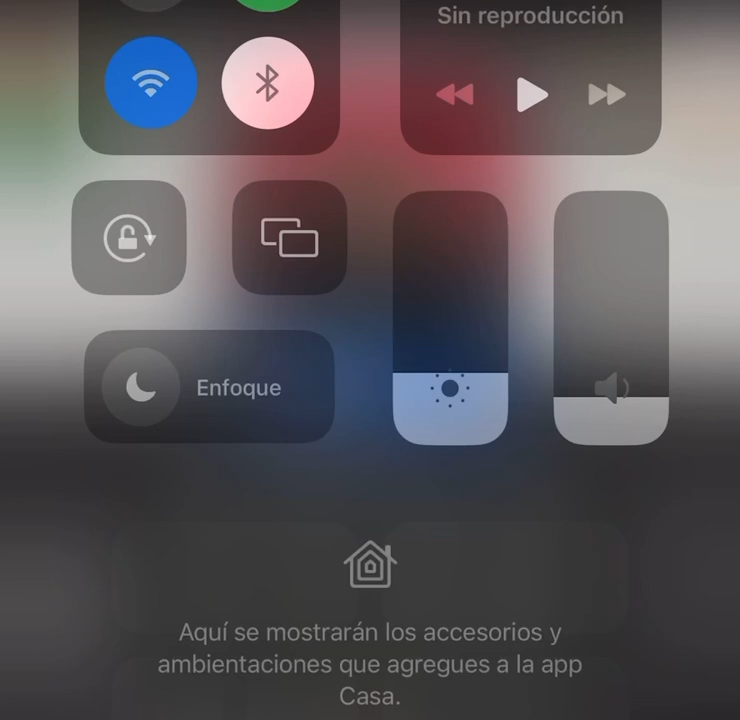 Sin reproducción
Enfoque
Aquí se mostrarán los accesorios y
ambientaciones que agregues a la app
Casa.